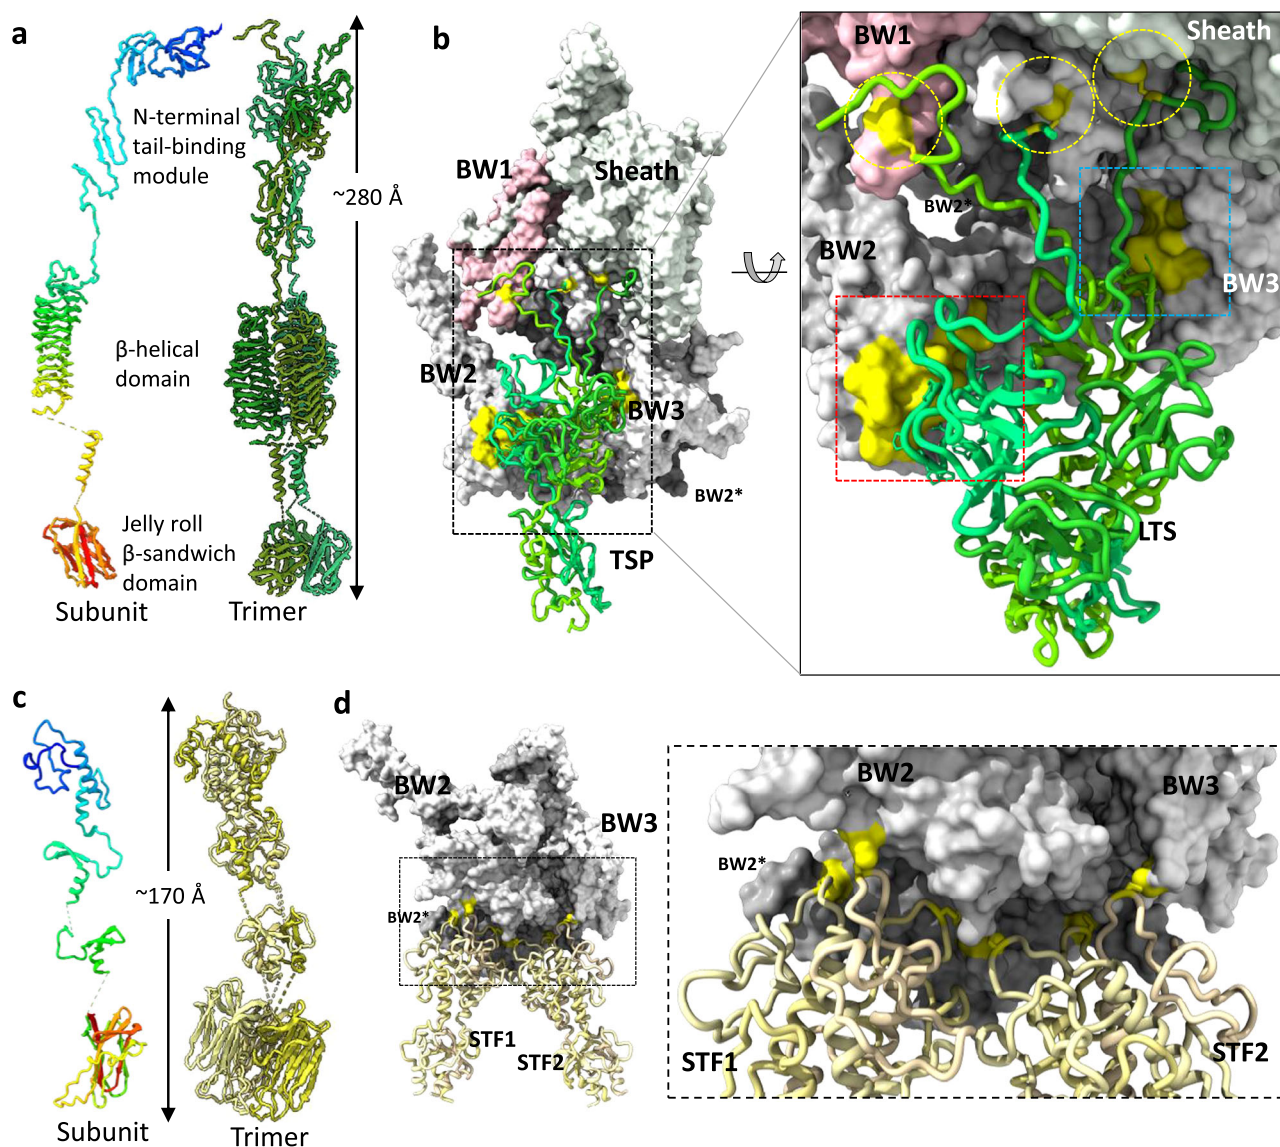 a
N-terminal
tail-binding
module
~280 Å
β-helical
domain
Jelly roll
β-sandwich
domain
Subunit
Trimer
b
BW1
Sheath
BW2
BW3
BW2*
TSP
BW1
Sheath
BW2*
BW2
BW3
LTS
c
~170 Å
Subunit
Trimer
d
BW2
BW3
BW2*
STF1
STF2
BW2
BW3
BW2*
STF1
STF2